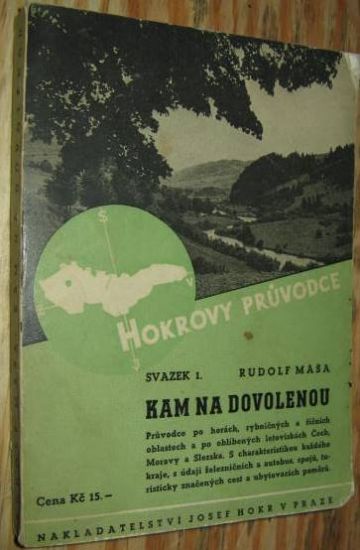 S
V
J
HOKROVY PRŮVODCE
SVAZEK 1. RUDOLF MÁŠA
KAM NA DOVOLENOU
Průvodce po horách, rybničných a říčních
oblastech a po oblíbených letoviskách Čech,
Moravy a Slezska. S charakteristikou každého
kraje, s údaji železničních a autobus. spojů, tu-
risticky značených cest a ubytovacích poměrů.
Cena Kč 15.–
NAKLADATELSTVÍ JOSEF HOKR V PRAZE